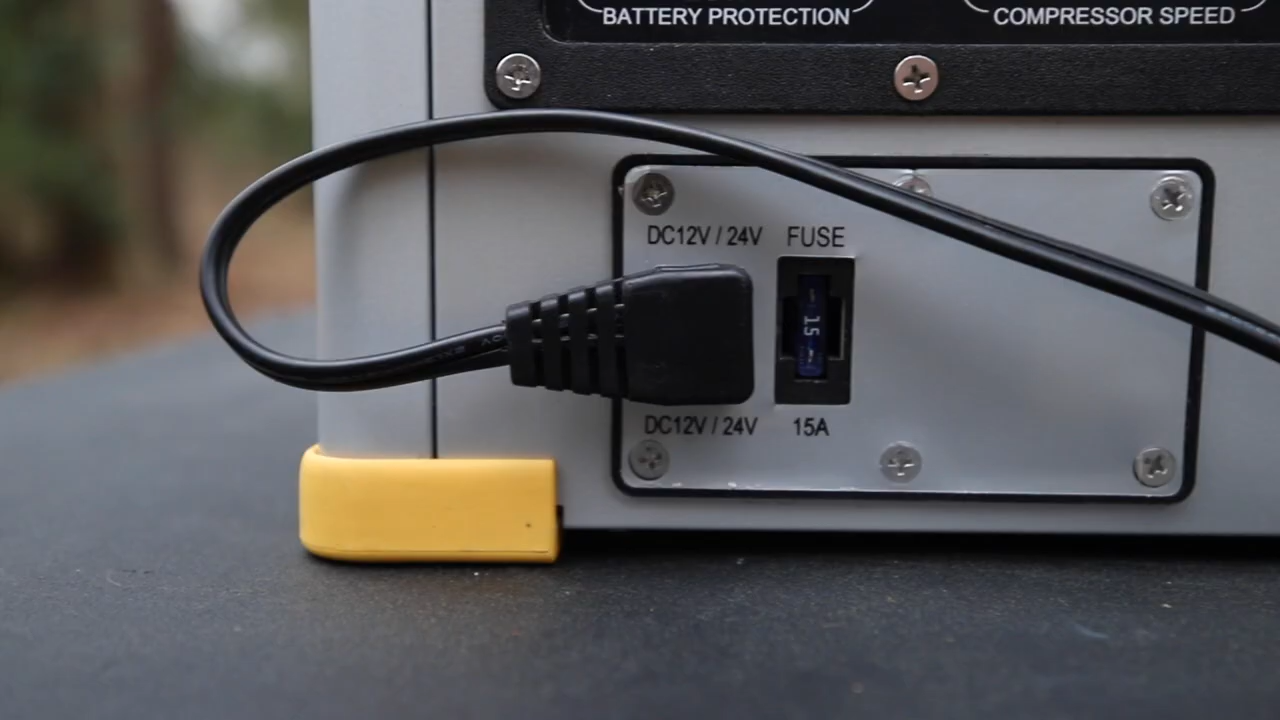 BATTERY PROTECTION
COMPRESSOR SPEED
DC12V / 24V
FUSE
15
DC12V / 24V
15A